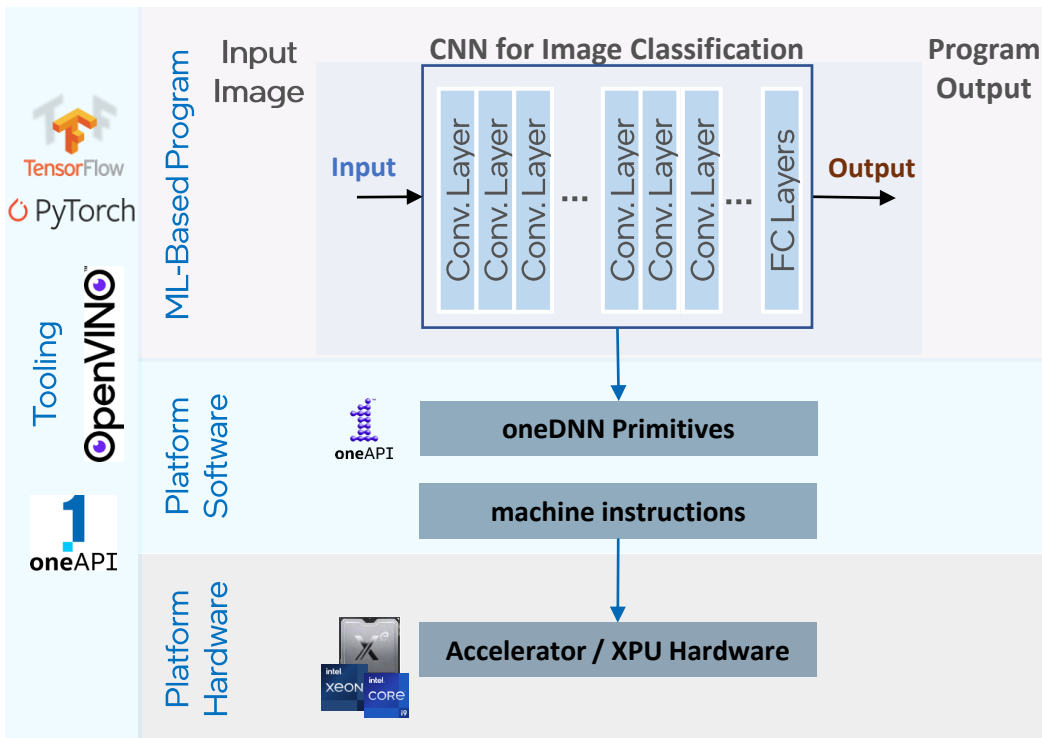 TensorFlow
PyTorch
Tooling
OpenVINO
™
oneAPI
ML-Based Program
Input
Image
CNN for Image Classification
Program
Output
Input
Conv. Layer
Conv. Layer
Conv. Layer
...
Conv. Layer
Conv. Layer
Conv. Layer
...
FC Layers
Output
Platform
Software
oneAPI
oneDNN Primitives
machine instructions
Platform
Hardware
Xe
intel.
XEON
intel.
CORE
i9
Accelerator / XPU Hardware